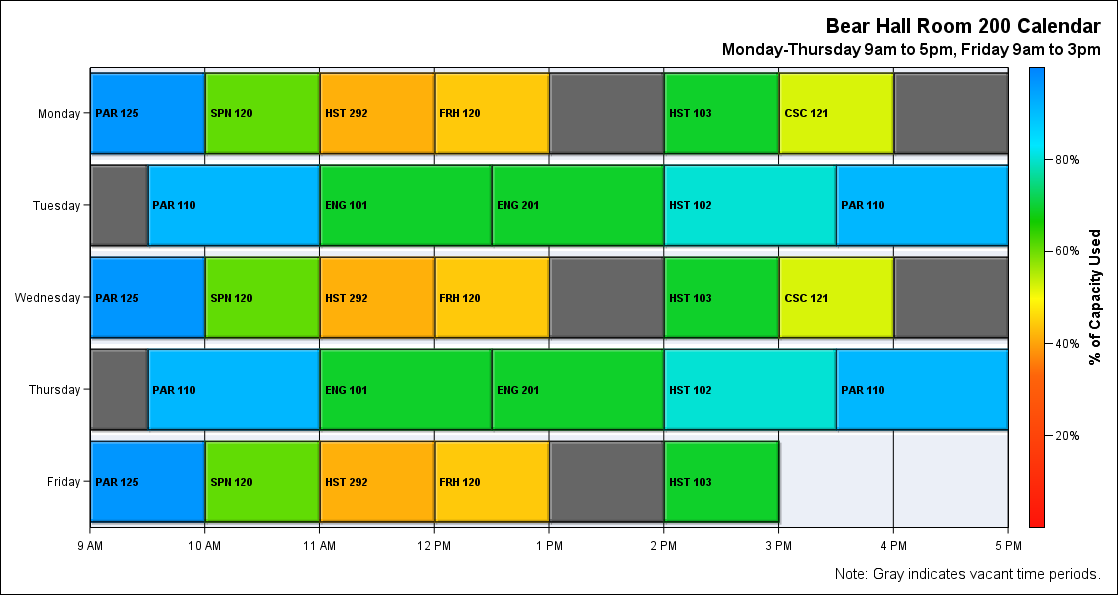 Bear Hall Room 200 Calendar
Monday-Thursday 9am to 5pm, Friday 9am to 3pm
Monday
PAR 125
SPN 120
HST 292
FRH 120
HST 103
CSC 121
Tuesday
PAR 110
ENG 101
ENG 201
HST 102
PAR 110
Wednesday
PAR 125
SPN 120
HST 292
FRH 120
HST 103
CSC 121
Thursday
PAR 110
ENG 101
ENG 201
HST 102
PAR 110
Friday
PAR 125
SPN 120
HST 292
FRH 120
HST 103
9 AM
10 AM
11 AM
12 PM
1 PM
2 PM
3 PM
4 PM
5 PM
80%
60%
40%
20%
% of Capacity Used
Note: Gray indicates vacant time periods.